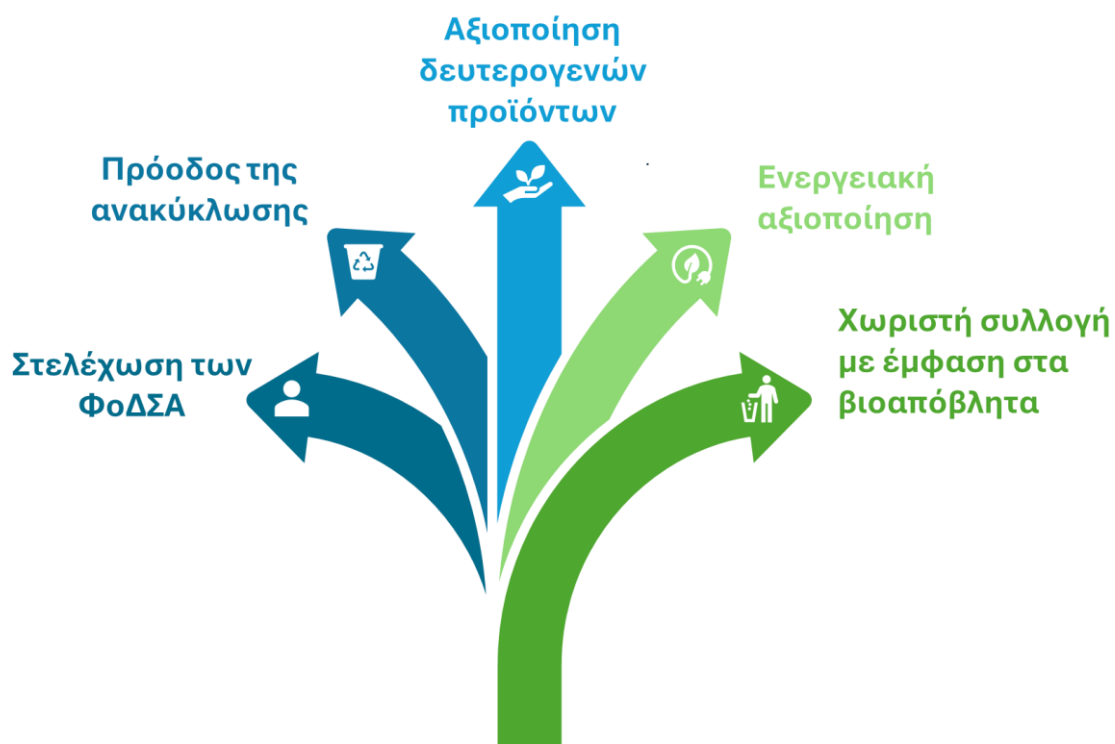 Αξιοποίηση
δευτερογενών
προϊόντων
Πρόοδος της
ανακύκλωσης
Ενεργειακή
αξιοποίηση
Στελέχωση των
ΦοΔΣΑ
Χωριστή συλλογή
με έμφαση στα
βιοαπόβλητα